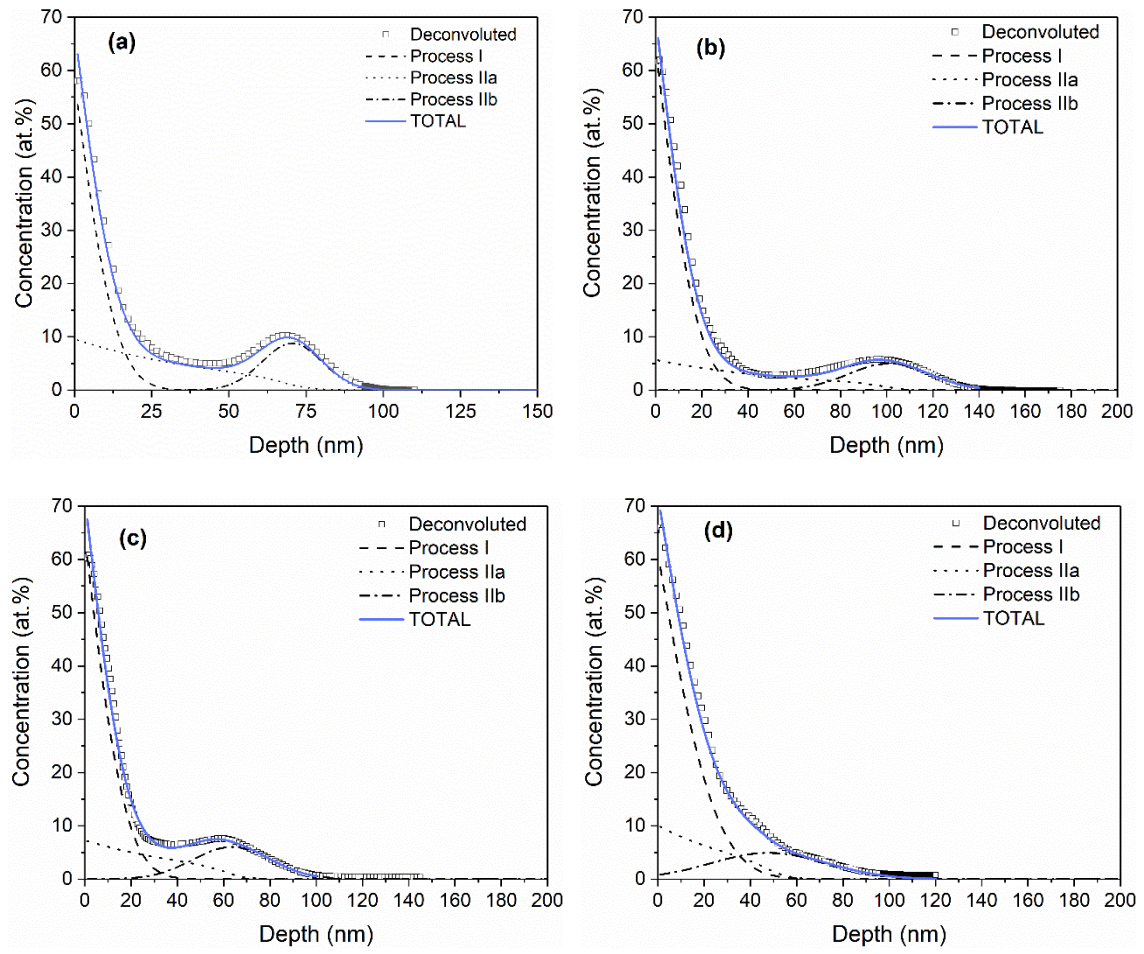 (a)
Deconvoluted
Process I
Process IIa
Process IIb
TOTAL
Concentration (at.%)
70
60
50
40
30
20
10
0
0 25 50 75 100 125 150
Depth (nm)
(b)
Deconvoluted
Process I
Process IIa
Process IIb
TOTAL
Concentration (at.%)
70
60
50
40
30
20
10
0
0 20 40 60 80 100 120 140 160 180 200
Depth (nm)
(c)
Deconvoluted
Process I
Process IIa
Process IIb
TOTAL
Concentration (at.%)
70
60
50
40
30
20
10
0
0 20 40 60 80 100 120 140 160 180 200
Depth (nm)
(d)
Deconvoluted
Process I
Process IIa
Process IIb
TOTAL
Concentration (at.%)
70
60
50
40
30
20
10
0
0 20 40 60 80 100 120 140 160 180 200
Depth (nm)